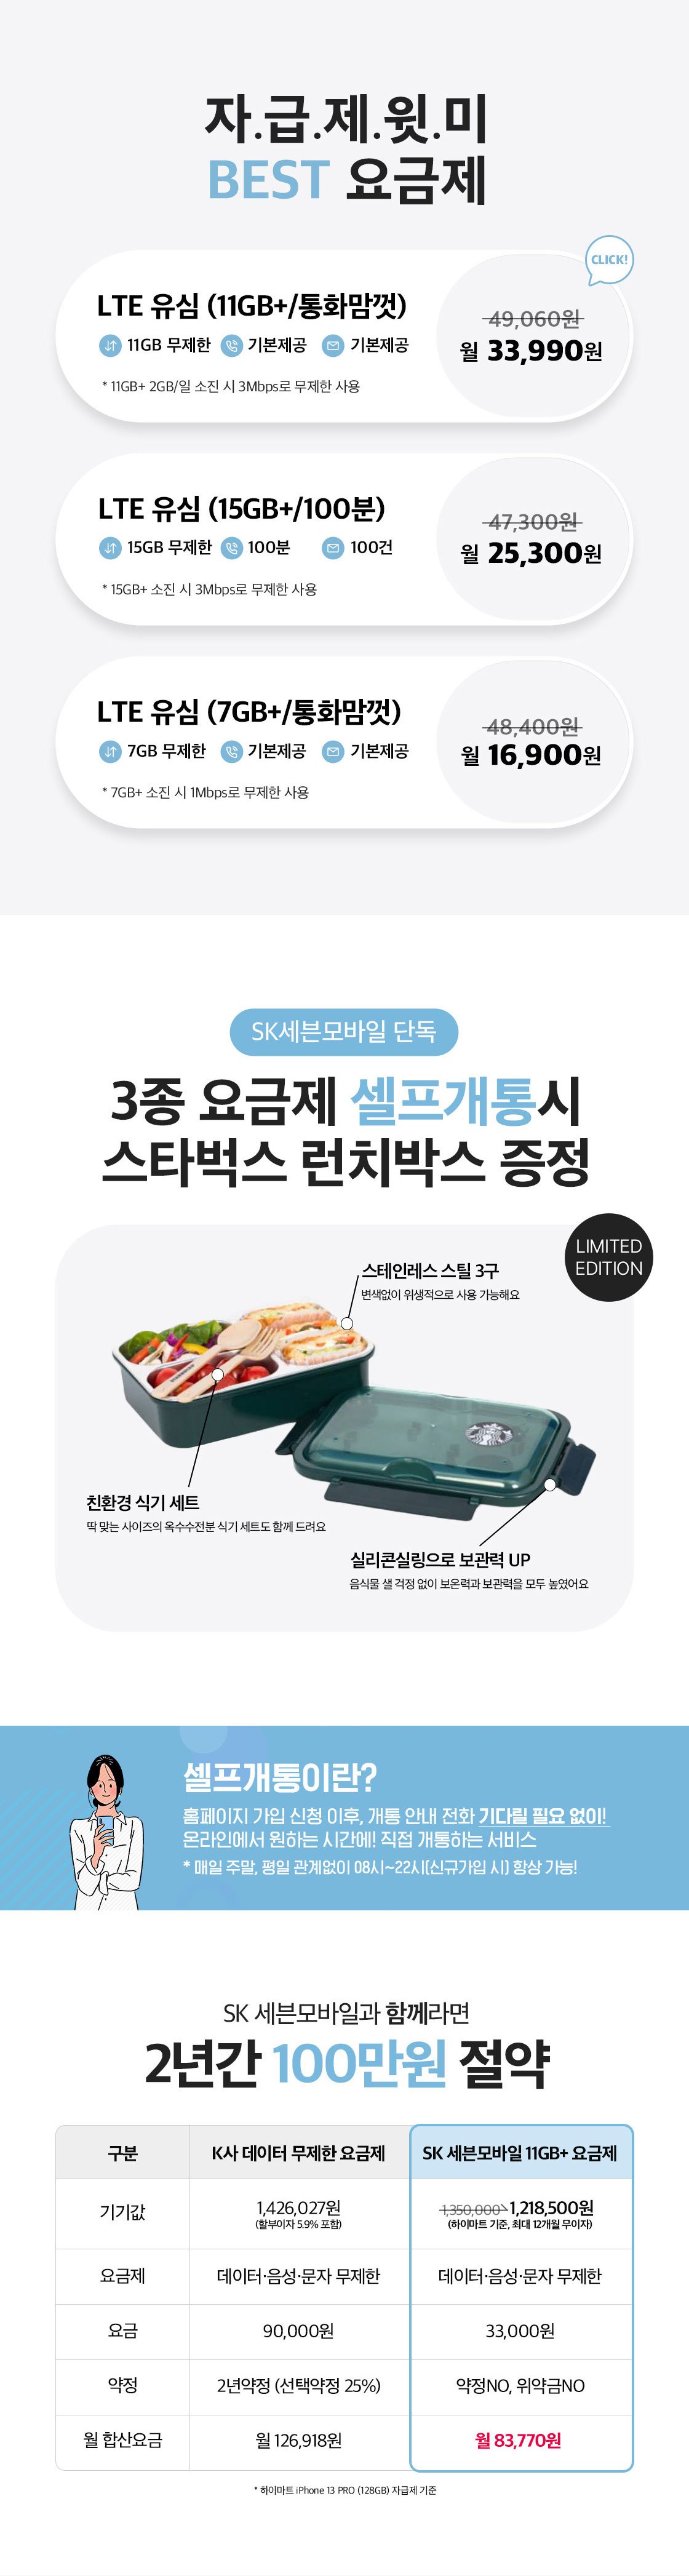 자.급.제.윗.미
BEST 요금제
CLICK!
LTE 유심 (11GB+/통화맘껏)
11GB 무제한 기본제공 기본제공
* 11GB+ 2GB/일 소진 시 3Mbps로 무제한 사용
49,060원
월 33,990원
LTE 유심 (15GB+/100분)
15GB 무제한 100분 100건
* 15GB+ 소진 시 3Mbps로 무제한 사용
47,300원
월 25,300원
LTE 유심 (7GB+/통화맘껏)
7GB 무제한 기본제공 기본제공
* 7GB+ 소진 시 1Mbps로 무제한 사용
48,400원
월 16,900원
SK세븐모바일 단독
3종 요금제 셀프개통시
스타벅스 런치박스 증정
LIMITED
EDITION
스테인레스 스틸 3구
변색없이 위생적으로 사용 가능해요
친환경 식기 세트
딱 맞는 사이즈의 옥수수전분 식기 세트도 함께 드려요
실리콘실링으로 보관력 UP
음식물 샐 걱정 없이 보온력과 보관력을 모두 높였어요
셀프개통이란?
홈페이지 가입 신청 이후, 개통 안내 전화 기다릴 필요 없이!
온라인에서 원하는 시간에! 직접 개통하는 서비스
* 매일 주말, 평일 관계없이 08시~22시(신규가입 시) 항상 가능!
SK 세븐모바일과 함께라면
2년간 100만원 절약
구분 K사 데이터 무제한 요금제 SK 세븐모바일 11GB+ 요금제
기기값 1,426,027원 1,350,000> 1,218,500원
(할부이자 5.9% 포함) (하이마트 기준, 최대 12개월 무이자)
요금제 데이터·음성·문자 무제한 데이터·음성·문자 무제한
요금 90,000원 33,000원
약정 2년약정 (선택약정 25%) 약정NO, 위약금NO
월 합산요금 월 126,918원 월 83,770원
* 하이마트 iPhone 13 PRO (128GB) 자급제 기준